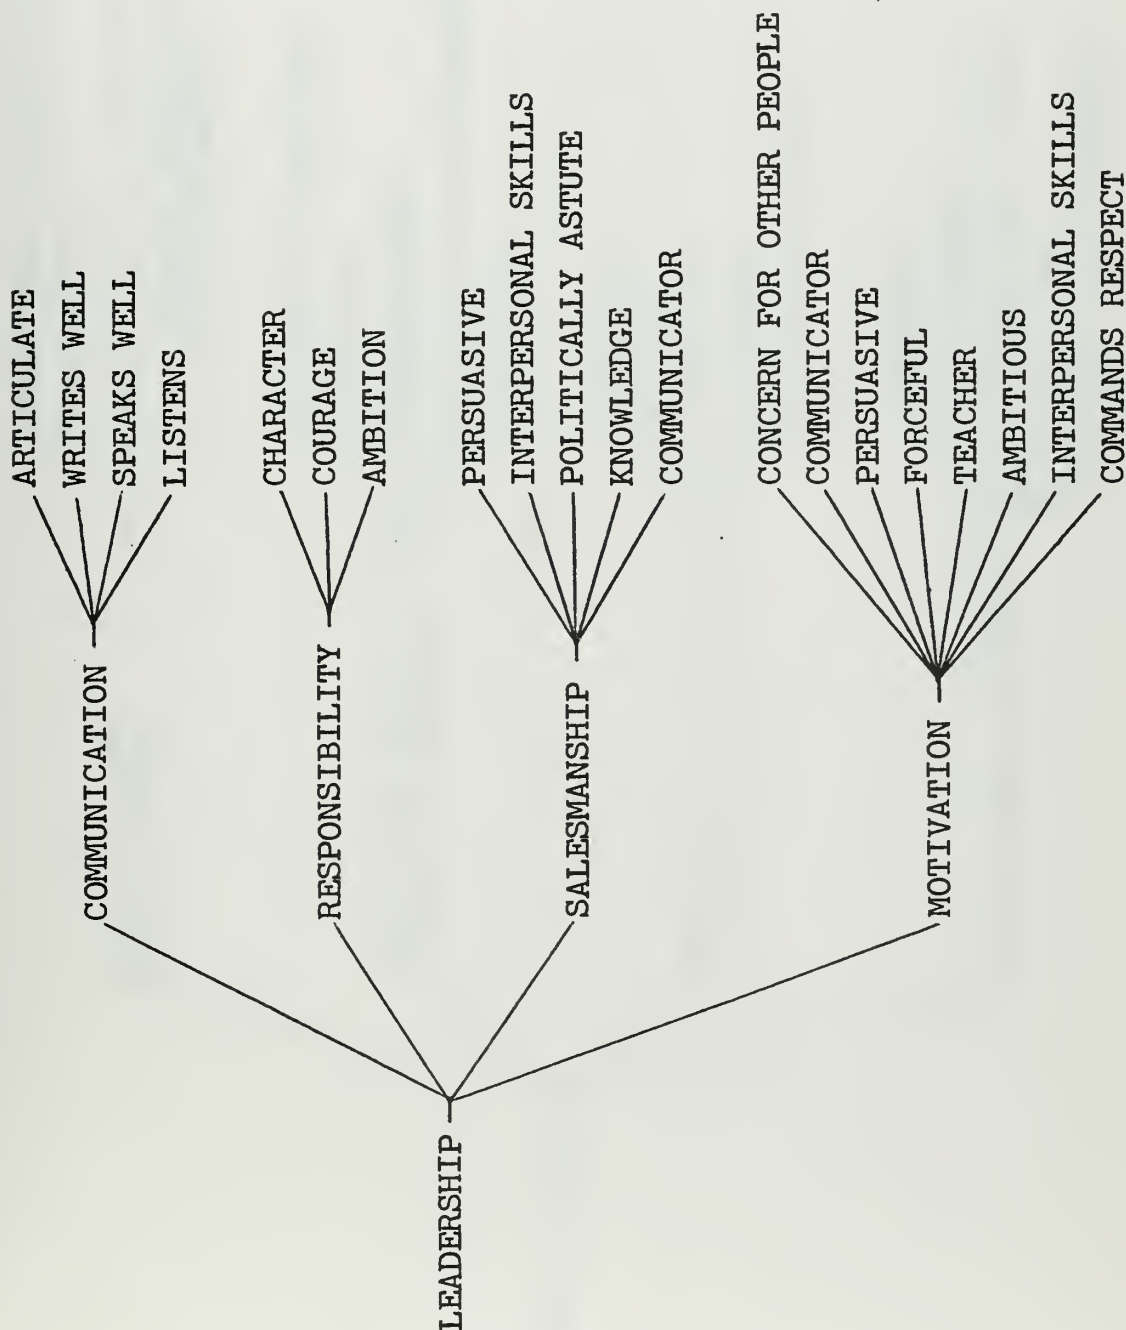 LEADERSHIP
COMMUNICATION
ARTICULATE
WRITES WELL
SPEAKS WELL
LISTENS
RESPONSIBILITY
CHARACTER
COURAGE
AMBITION
SALESMANSHIP
PERSUASIVE
INTERPERSONAL SKILLS
POLITICALLY ASTUTE
KNOWLEDGE
COMMUNICATOR
MOTIVATION
CONCERN FOR OTHER PEOPLE
COMMUNICATOR
PERSUASIVE
FORCEFUL
TEACHER
AMBITIOUS
INTERPERSONAL SKILLS
COMMANDS RESPECT